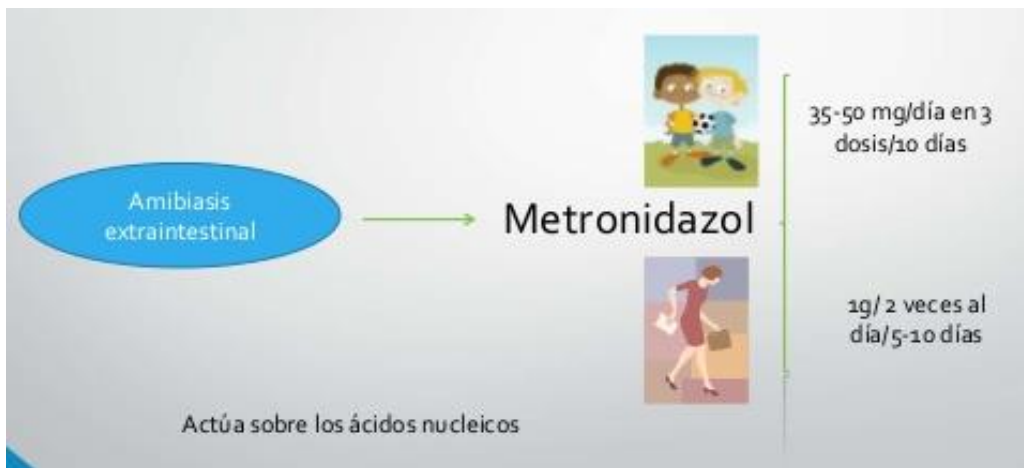 Amibiasis
extraintestinal
Metronidazol
35-50 mg/día en 3
dosis/10 días
1g/ 2 veces al
día/5-10 días
Actúa sobre los ácidos nucleicos